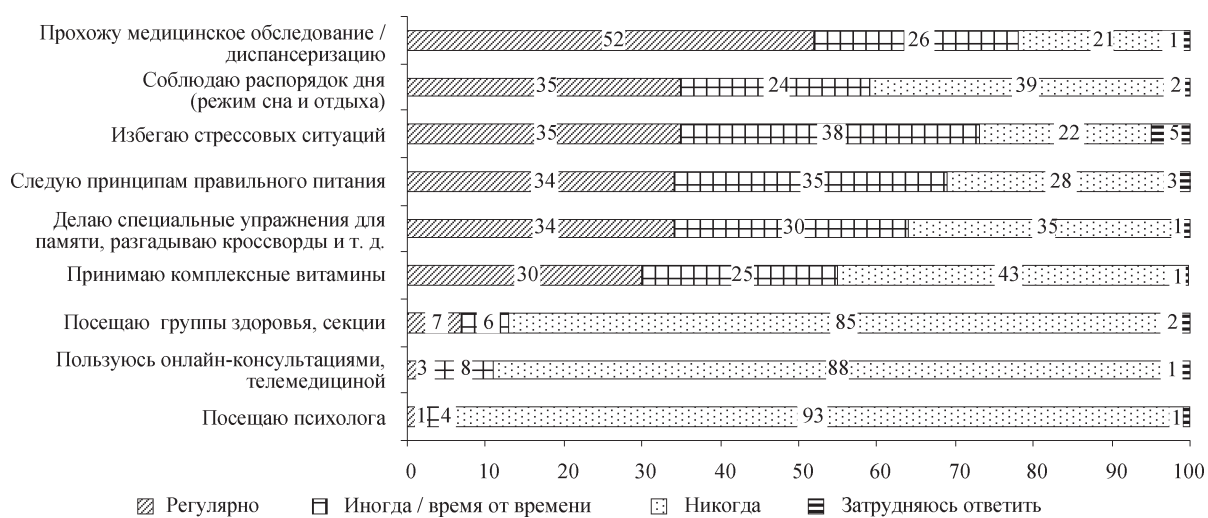 Прохожу медицинское обследование /
диспансеризацию
52 26 21 1
Соблюдаю распорядок дня
(режим сна и отдыха)
35 24 39 2
Избегаю стрессовых ситуаций
35 38 22 5
Следую принципам правильного питания
34 35 28 3
Делаю специальные упражнения для
памяти, разгадываю кроссворды и т. д.
34 30 35 1
Принимаю комплексные витамины
30 25 43 1
Посещаю группы здоровья, секции
7 6 85 2
Пользуюсь онлайн-консультациями,
телемедициной
3 8 88 1
Посещаю психолога
1 4 93 1
0 10 20 30 40 50 60 70 80 90 100
Регулярно Иногда / время от времени Никогда Затрудняюсь ответить